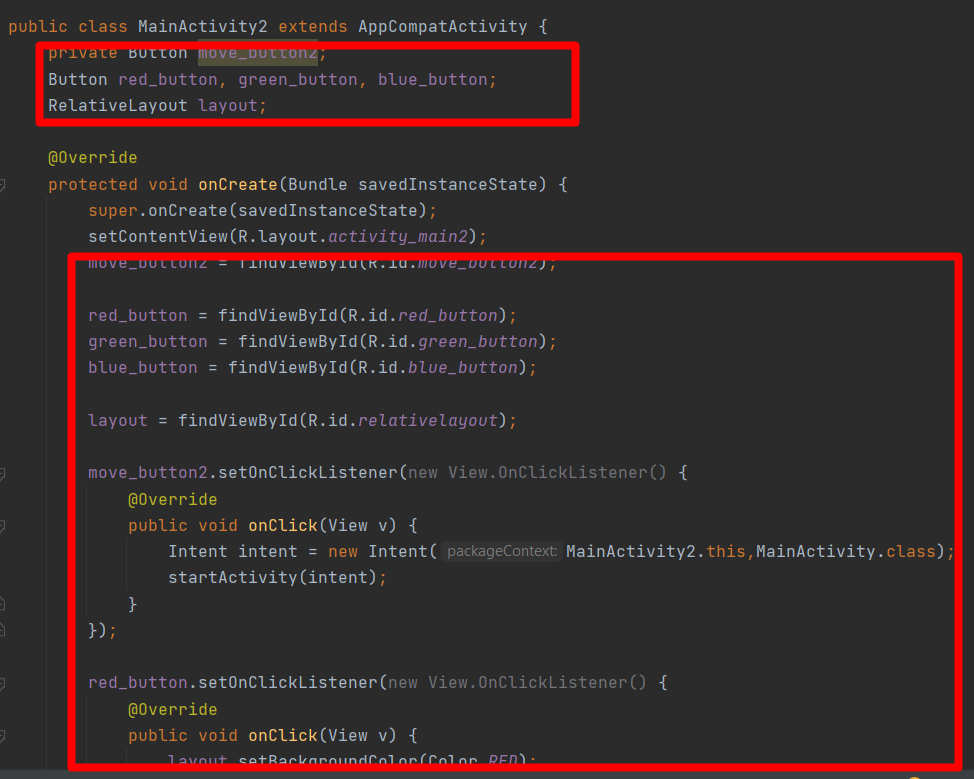 public class MainActivity2 extends AppCompatActivity {
private Button move_button2;
Button red_button, green_button, blue_button;
RelativeLayout layout;
@Override
protected void onCreate(Bundle savedInstanceState) {
super.onCreate(savedInstanceState);
setContentView(R.layout.activity_main2);
move_button2 = findViewById(R.id.move_button2);
red_button = findViewById(R.id.red_button);
green_button = findViewById(R.id.green_button);
blue_button = findViewById(R.id.blue_button);
layout = findViewById(R.id.relativelayout);
move_button2.setOnClickListener(new View.OnClickListener() {
@Override
public void onClick(View v) {
Intent intent = new Intent( packageContext: MainActivity2.this,MainActivity.class);
startActivity(intent);
}
});
red_button.setOnClickListener(new View.OnClickListener() {
@Override
public void onClick(View v) {
layout.setBackgroundColor(Color.RED);